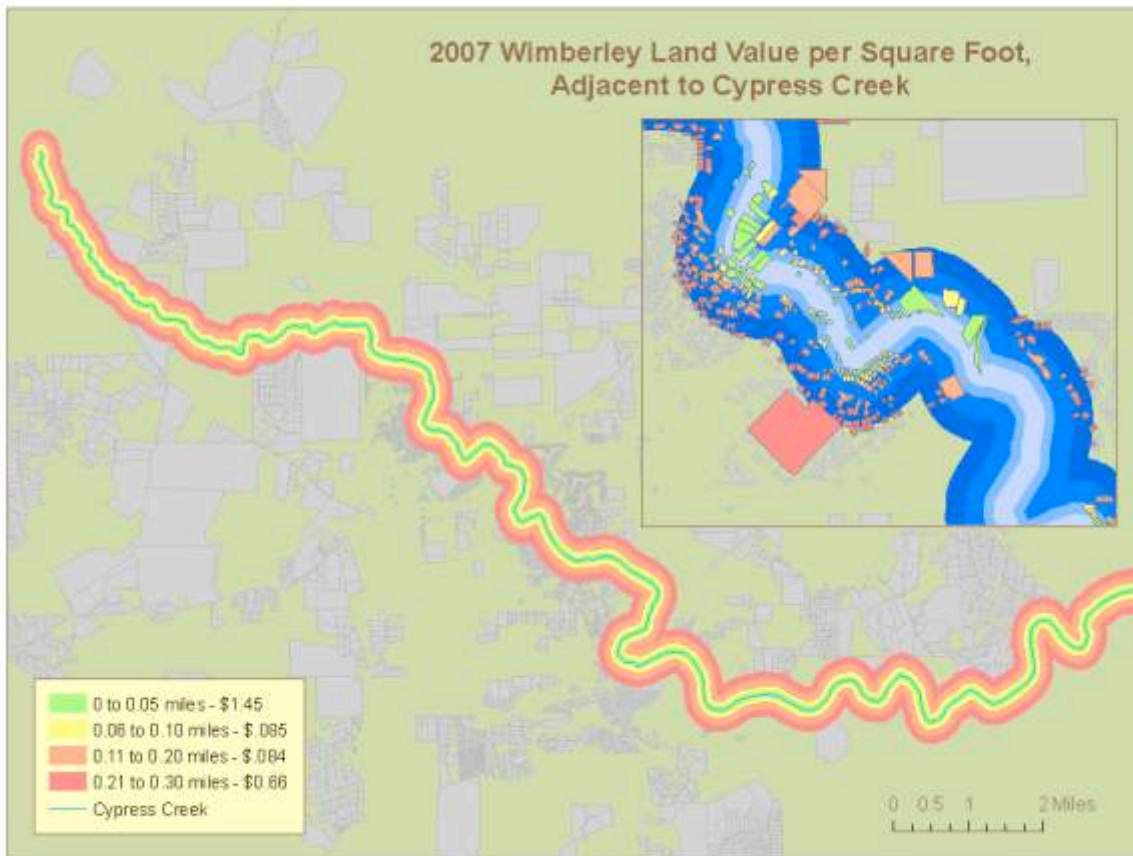 2007 Wimberley Land Value per Square Foot,
Adjacent to Cypress Creek
0 to 0.05 miles - $1.45
0.06 to 0.10 miles - $.095
0.11 to 0.20 miles - $.084
0.21 to 0.30 miles - $0.66
Cypress Creek
0 0.5 1 2 Miles